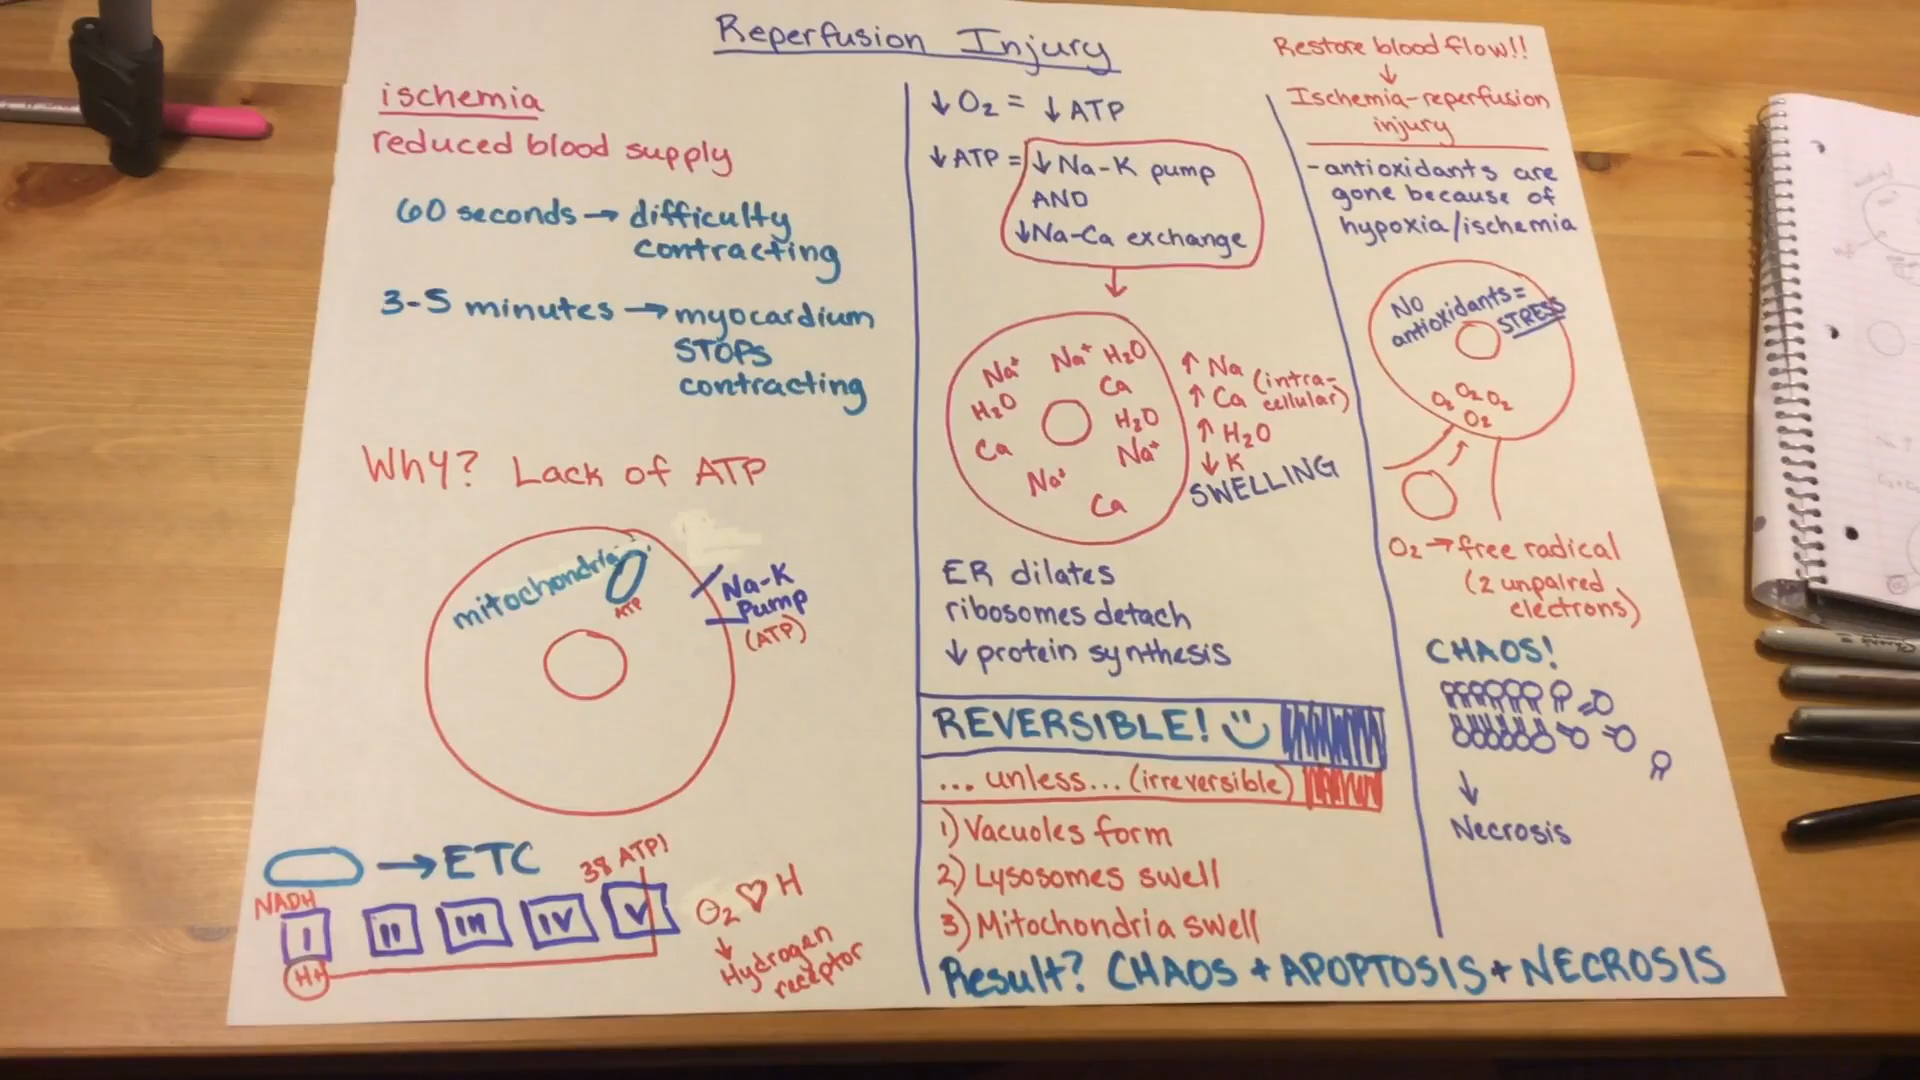 Reperfusion Injury
ischemia
reduced blood supply
60 seconds → difficulty
contracting
3-5 minutes → myocardium
STOPS
contracting
Why? Lack of ATP
mitochondria
ATP
Na-K
Pump
(ATP)
→ ETC
38 ATP!
NADH
I II III IV V
H+
O₂ ♡ H
↓
Hydrogen
receptor
↓ O₂ = ↓ ATP
↓ ATP = ↓ Na-K pump
AND
↓ Na-Ca exchange
↓
Na⁺ Na⁺ H₂O
Ca
H₂O H₂O
Ca Na⁺
Na⁺
Ca
↑ Na (intra-
↑ Ca cellular)
↑ H₂O
↓ K
SWELLING
ER dilates
ribosomes detach
↓ protein synthesis
REVERSIBLE!
... unless... (irreversible)
1) Vacuoles form
2) Lysosomes swell
3) Mitochondria swell
Result? CHAOS + APOPTOSIS + NECROSIS
Restore blood flow!!
↓
Ischemia-reperfusion
injury
- antioxidants are
gone because of
hypoxia/ischemia
NO
antioxidants =
STRESS
O₂ O₂ O₂
O₂
O₂ → free radical
(2 unpaired
electrons)
CHAOS!
↓
Necrosis